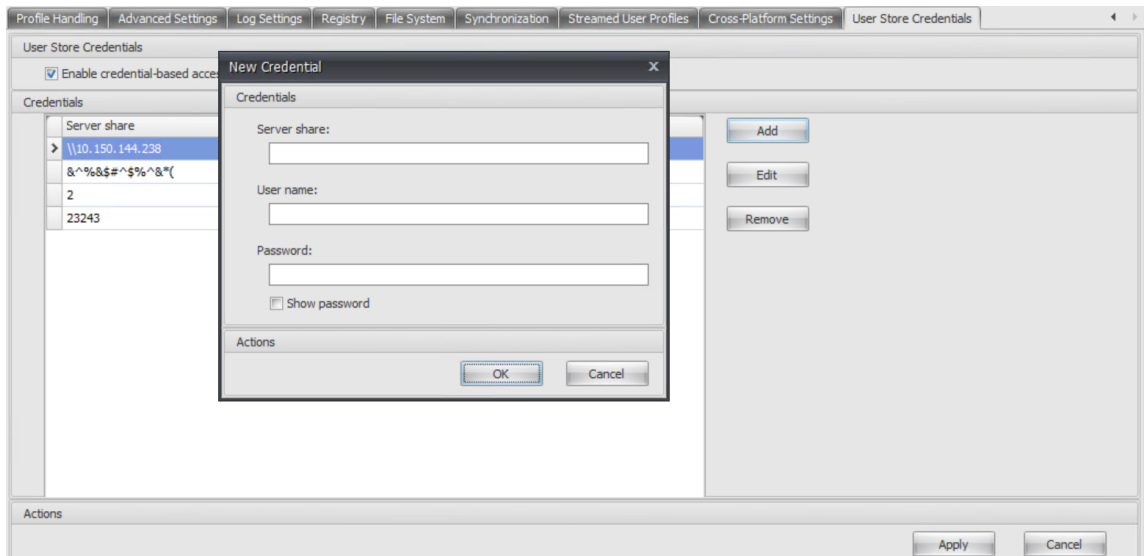 Profile Handling Advanced Settings Log Settings Registry File System Synchronization Streamed User Profiles Cross-Platform Settings User Store Credentials
User Store Credentials
Enable credential-based acce
Credentials
Server share
\\10.150.144.238
&^%&$#^$%^&*(
2
23243
New Credential
Credentials
Server share:
User name:
Password:
Show password
Actions
OK Cancel
Add
Edit
Remove
Actions
Apply Cancel